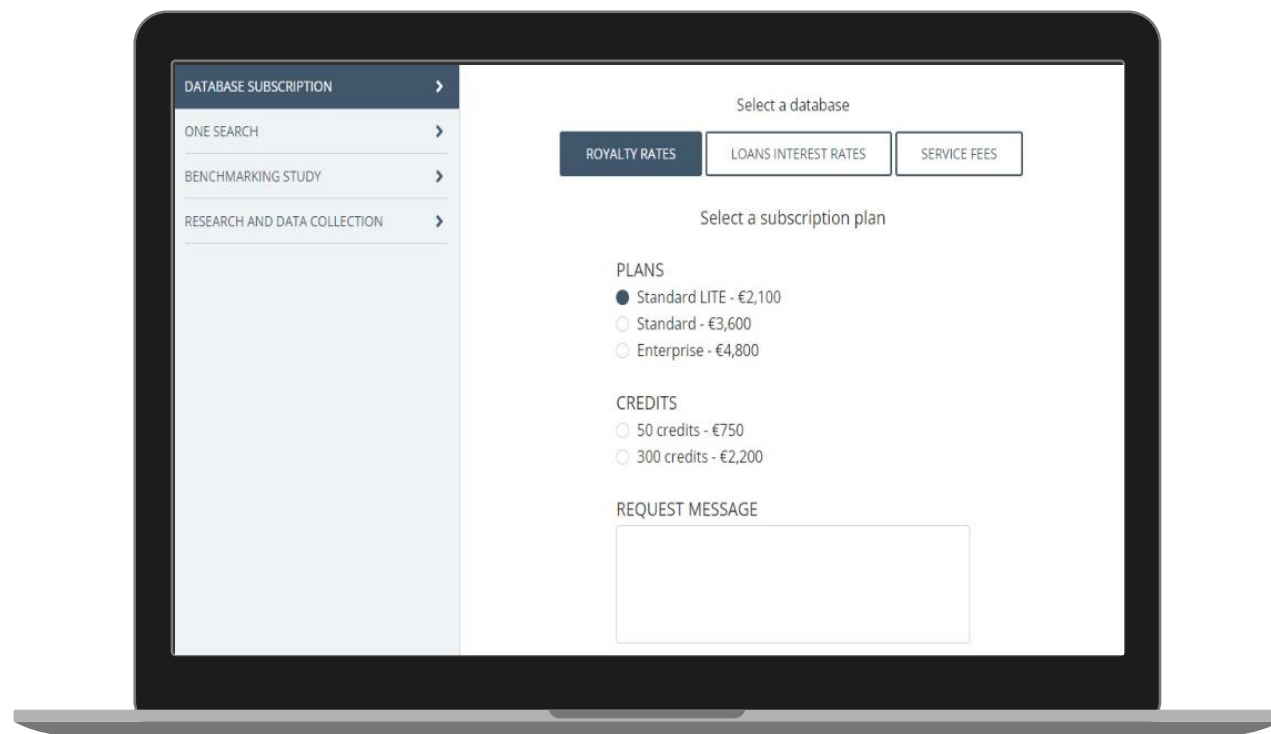 DATABASE SUBSCRIPTION
ONE SEARCH
BENCHMARKING STUDY
RESEARCH AND DATA COLLECTION
Select a database
ROYALTY RATES
LOANS INTEREST RATES
SERVICE FEES
Select a subscription plan
PLANS
Standard LITE - €2,100
Standard - €3,600
Enterprise - €4,800
CREDITS
50 credits - €750
300 credits - €2,200
REQUEST MESSAGE